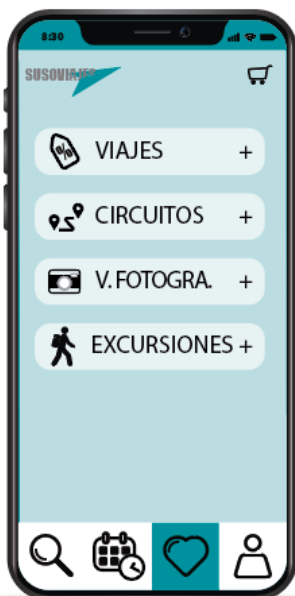 8:30
SUSOVIAJES
VIAJES +
CIRCUITOS +
V.FOTOGRA. +
EXCURSIONES +